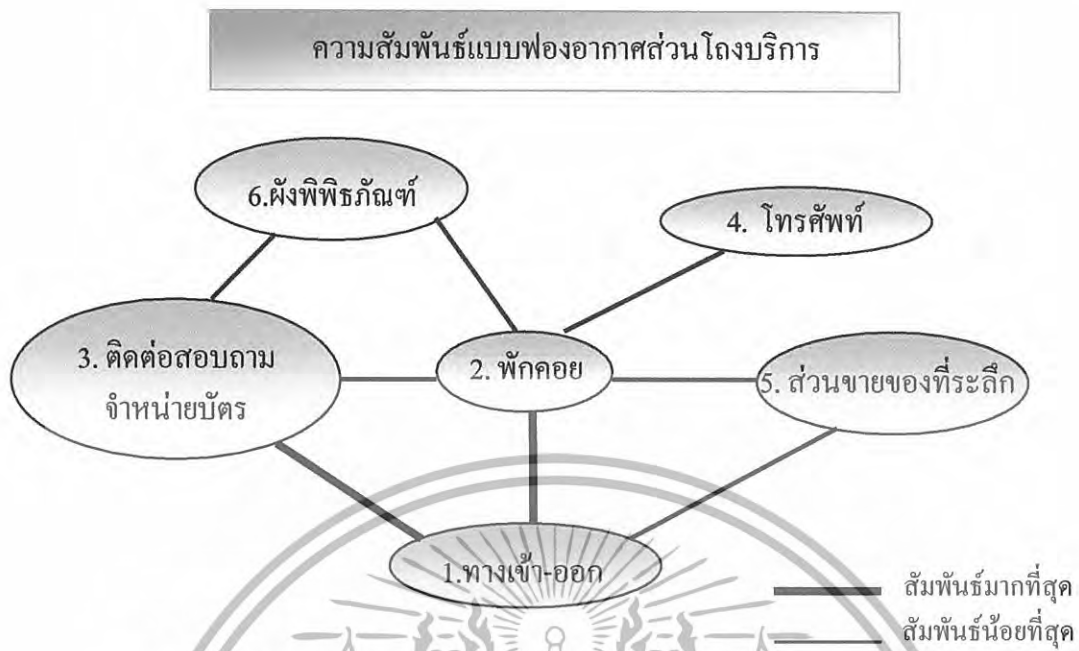 ความสัมพันธ์แบบฟองอากาศส่วนโถงบริการ
6.ผังพิพิธภัณฑ์
4. โทรศัพท์
3. ติดต่อสอบถาม
จำหน่ายบัตร
2. พักคอย
5. ส่วนขายของที่ระลึก
1.ทางเข้า-ออก
สัมพันธ์มากที่สุด
สัมพันธ์น้อยที่สุด